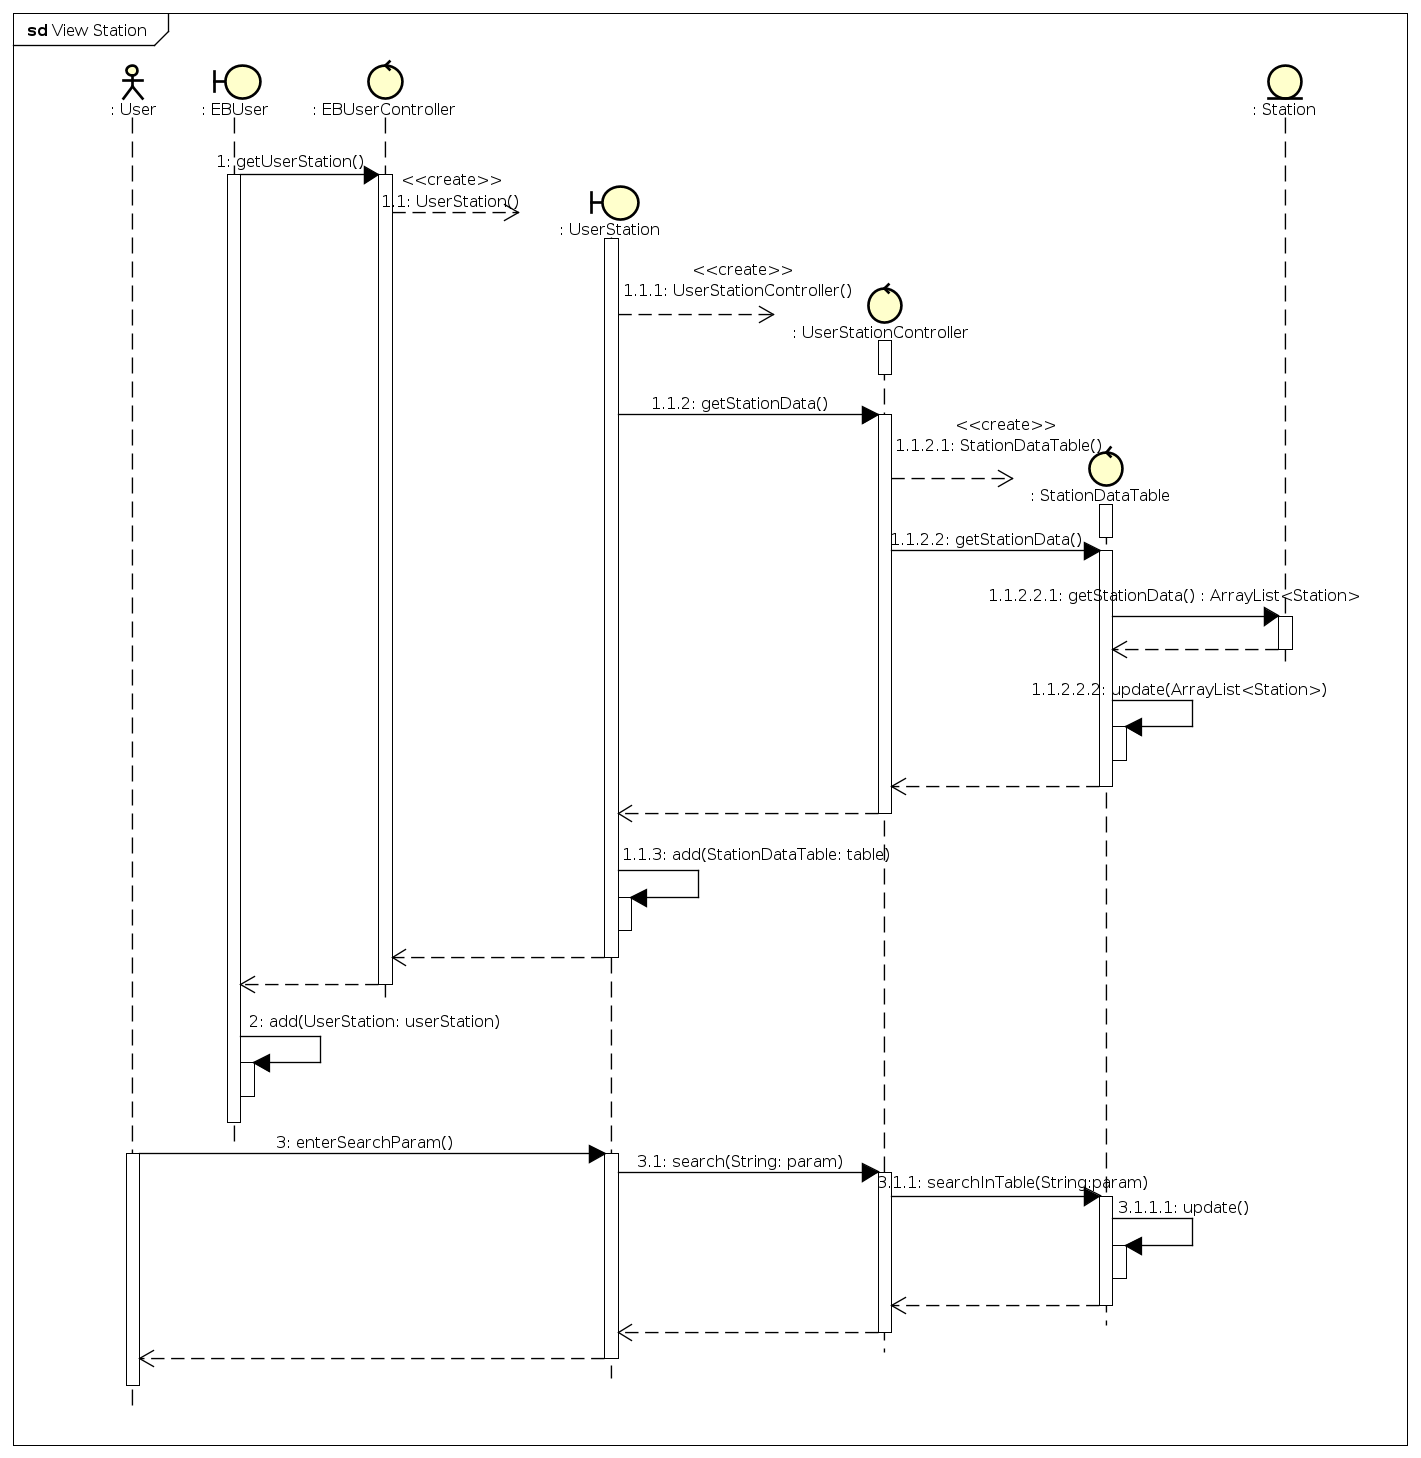 sd View Station
: User
: EBUser
: EBUserController
: Station
1: getUserStation()
<<create>>
1.1: UserStation()
: UserStation
<<create>>
1.1.1: UserStationController()
: UserStationController
1.1.2: getStationData()
<<create>>
1.1.2.1: StationDataTable()
: StationDataTable
1.1.2.2: getStationData()
1.1.2.2.1: getStationData() : ArrayList<Station>
1.1.2.2.2: update(ArrayList<Station>)
1.1.3: add(StationDataTable: table)
2: add(UserStation: userStation)
3: enterSearchParam()
3.1: search(String: param)
3.1.1: searchInTable(String:param)
3.1.1.1: update()